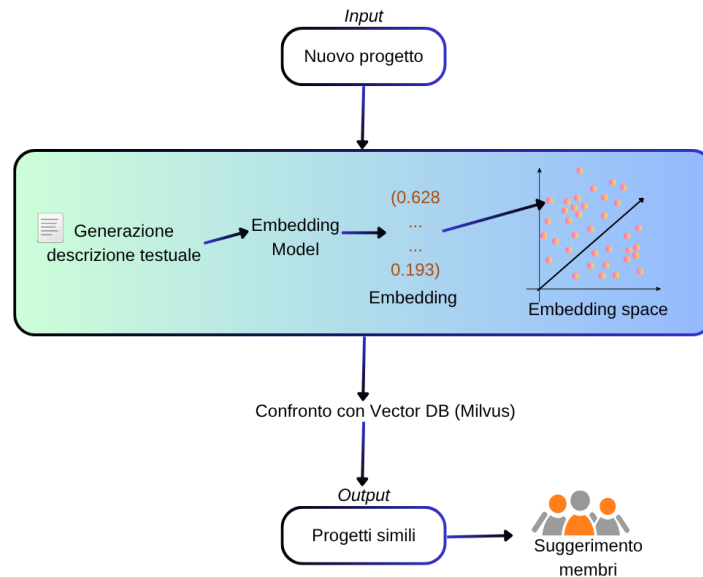 Input
Nuovo progetto
Generazione
descrizione testuale
Embedding
Model
(0.628
...
...
0.193)
Embedding
Embedding space
Confronto con Vector DB (Milvus)
Output
Progetti simili
Suggerimento
membri